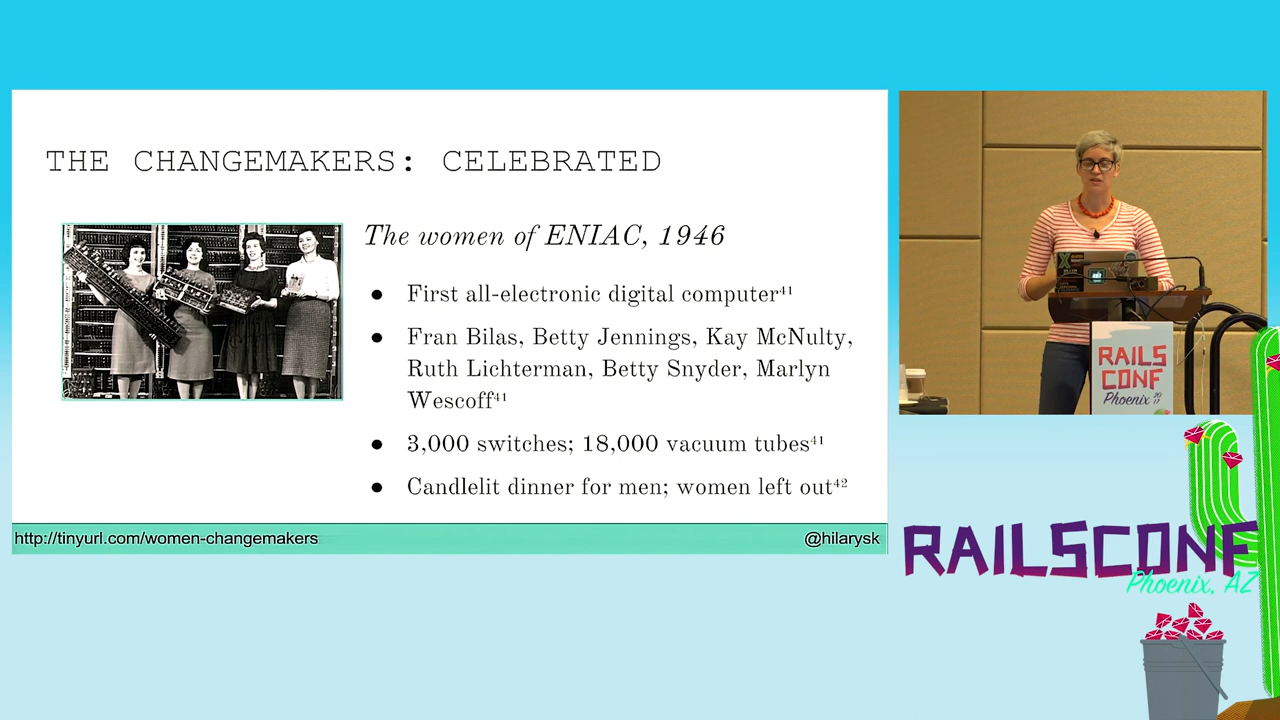 THE CHANGEMAKERS: CELEBRATED
The women of ENIAC, 1946
● First all-electronic digital computer⁴¹
● Fran Bilas, Betty Jennings, Kay McNulty,
Ruth Lichterman, Betty Snyder, Marlyn
Wescoff⁴¹
● 3,000 switches; 18,000 vacuum tubes⁴¹
● Candlelit dinner for men; women left out⁴²
http://tinyurl.com/women-changemakers
@hilarysk
RAILS
CONF
Phoenix 2017
RAILSCONF
Phoenix, AZ